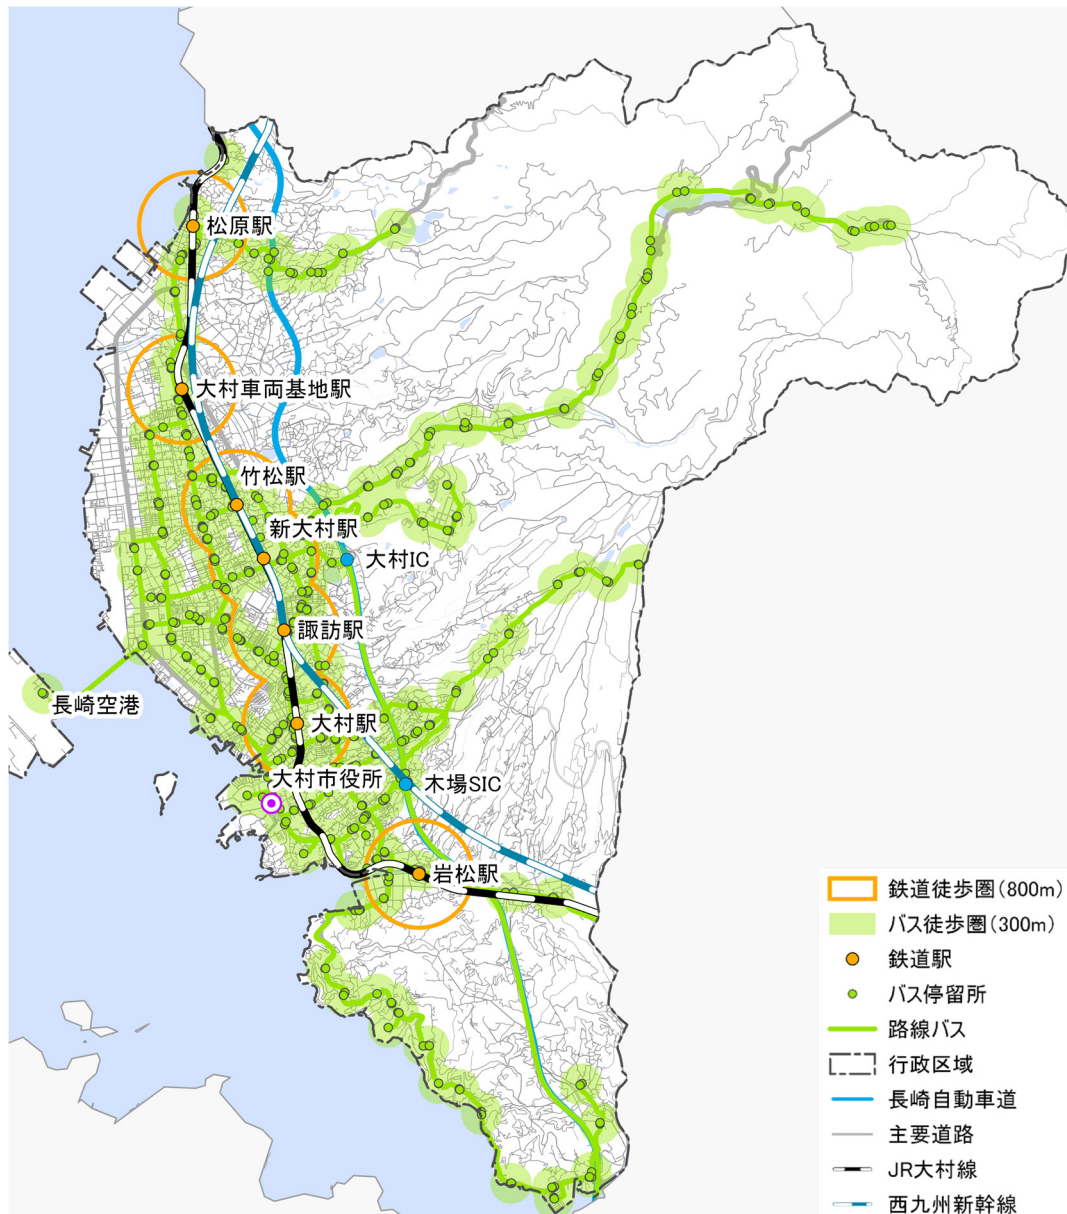 松原駅
大村車両基地駅
竹松駅
新大村駅
大村IC
諏訪駅
長崎空港
大村駅
大村市役所
木場SIC
岩松駅
鉄道徒歩圏(800m)
バス徒歩圏(300m)
鉄道駅
バス停留所
路線バス
行政区域
長崎自動車道
主要道路
JR大村線
西九州新幹線